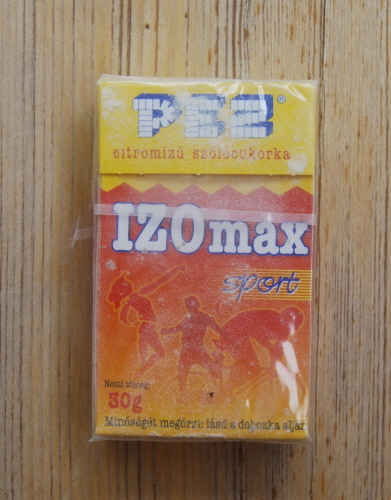 PEZ®
citromízű szőlőcukorka
IZOmax
sport
Nettó tömeg:
30g
Minőségét megőrzi: lásd a dobozka alján